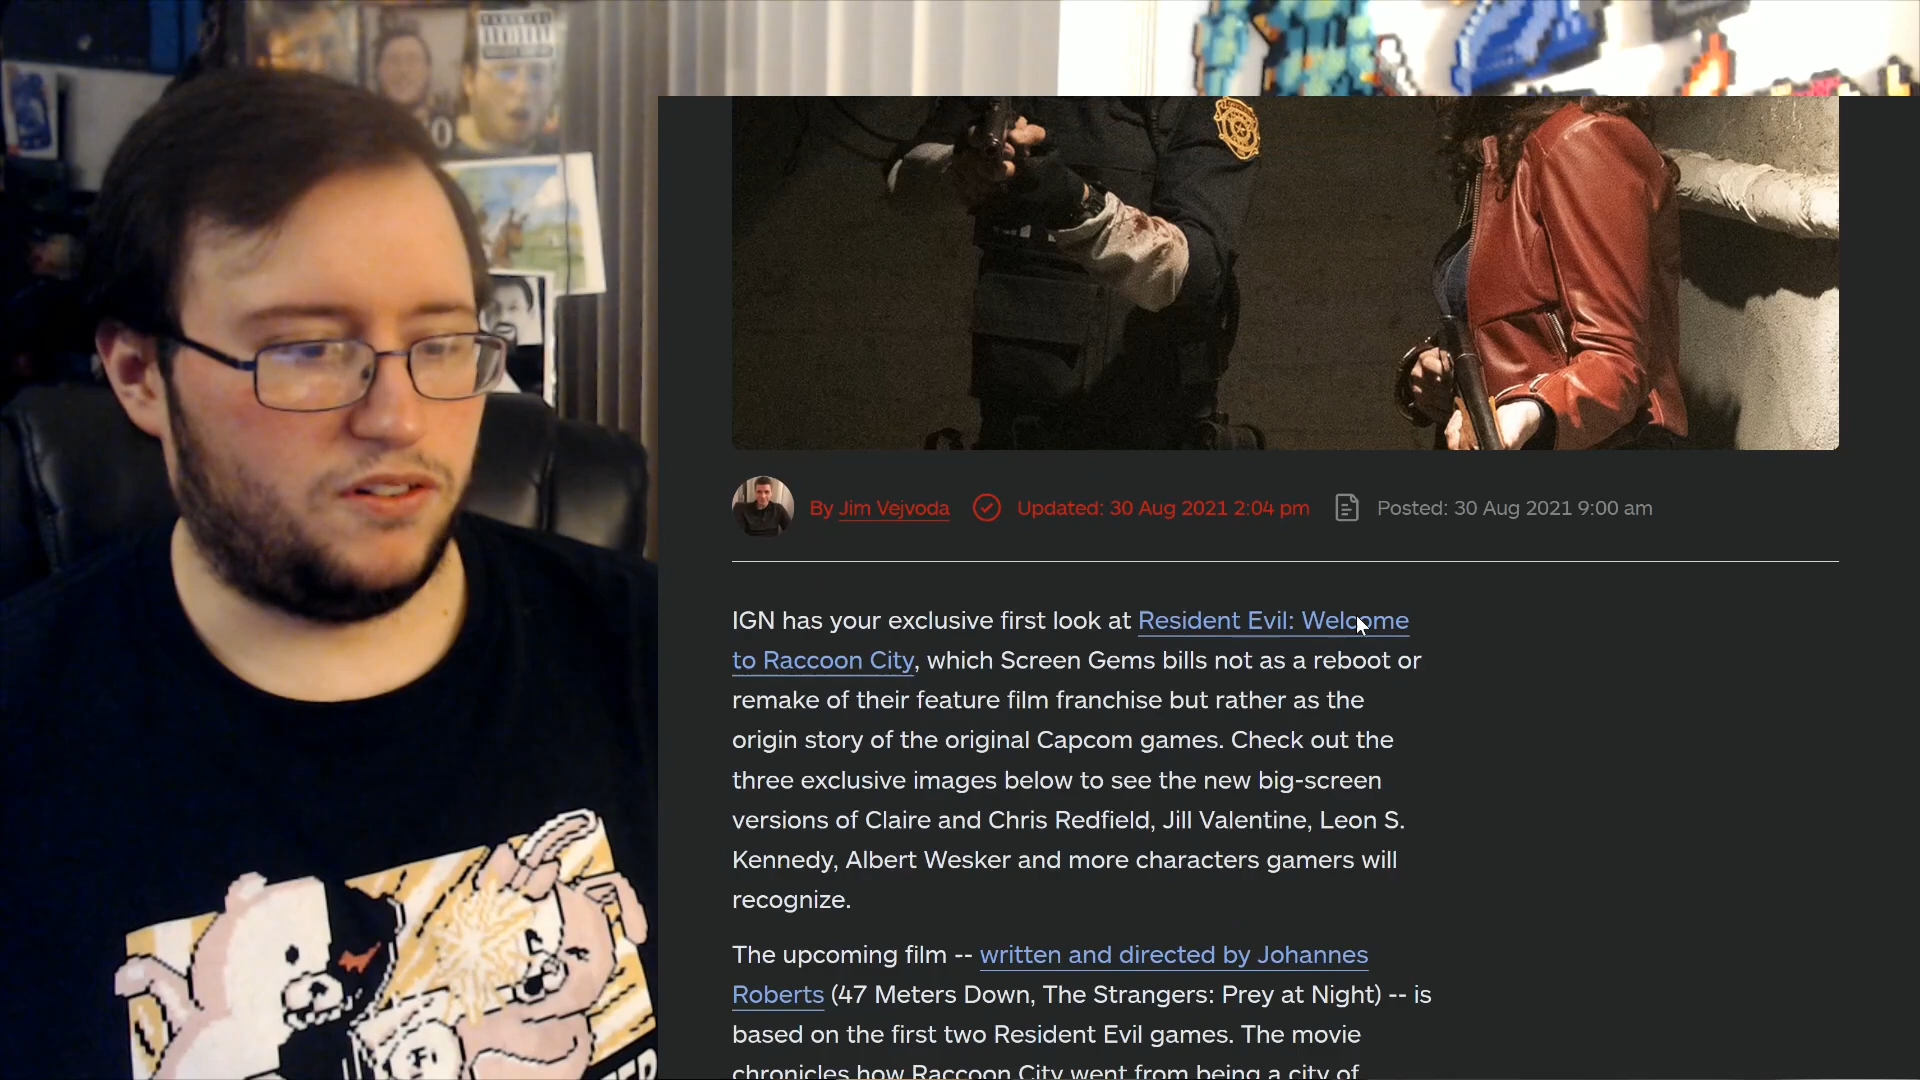 By Jim Vejvoda Updated: 30 Aug 2021 2:04 pm Posted: 30 Aug 2021 9:00 am
IGN has your exclusive first look at Resident Evil: Welcome
to Raccoon City, which Screen Gems bills not as a reboot or
remake of their feature film franchise but rather as the
origin story of the original Capcom games. Check out the
three exclusive images below to see the new big-screen
versions of Claire and Chris Redfield, Jill Valentine, Leon S.
Kennedy, Albert Wesker and more characters gamers will
recognize.
The upcoming film -- written and directed by Johannes
Roberts (47 Meters Down, The Strangers: Prey at Night) -- is
based on the first two Resident Evil games. The movie
chronicles how Raccoon City went from being a city of